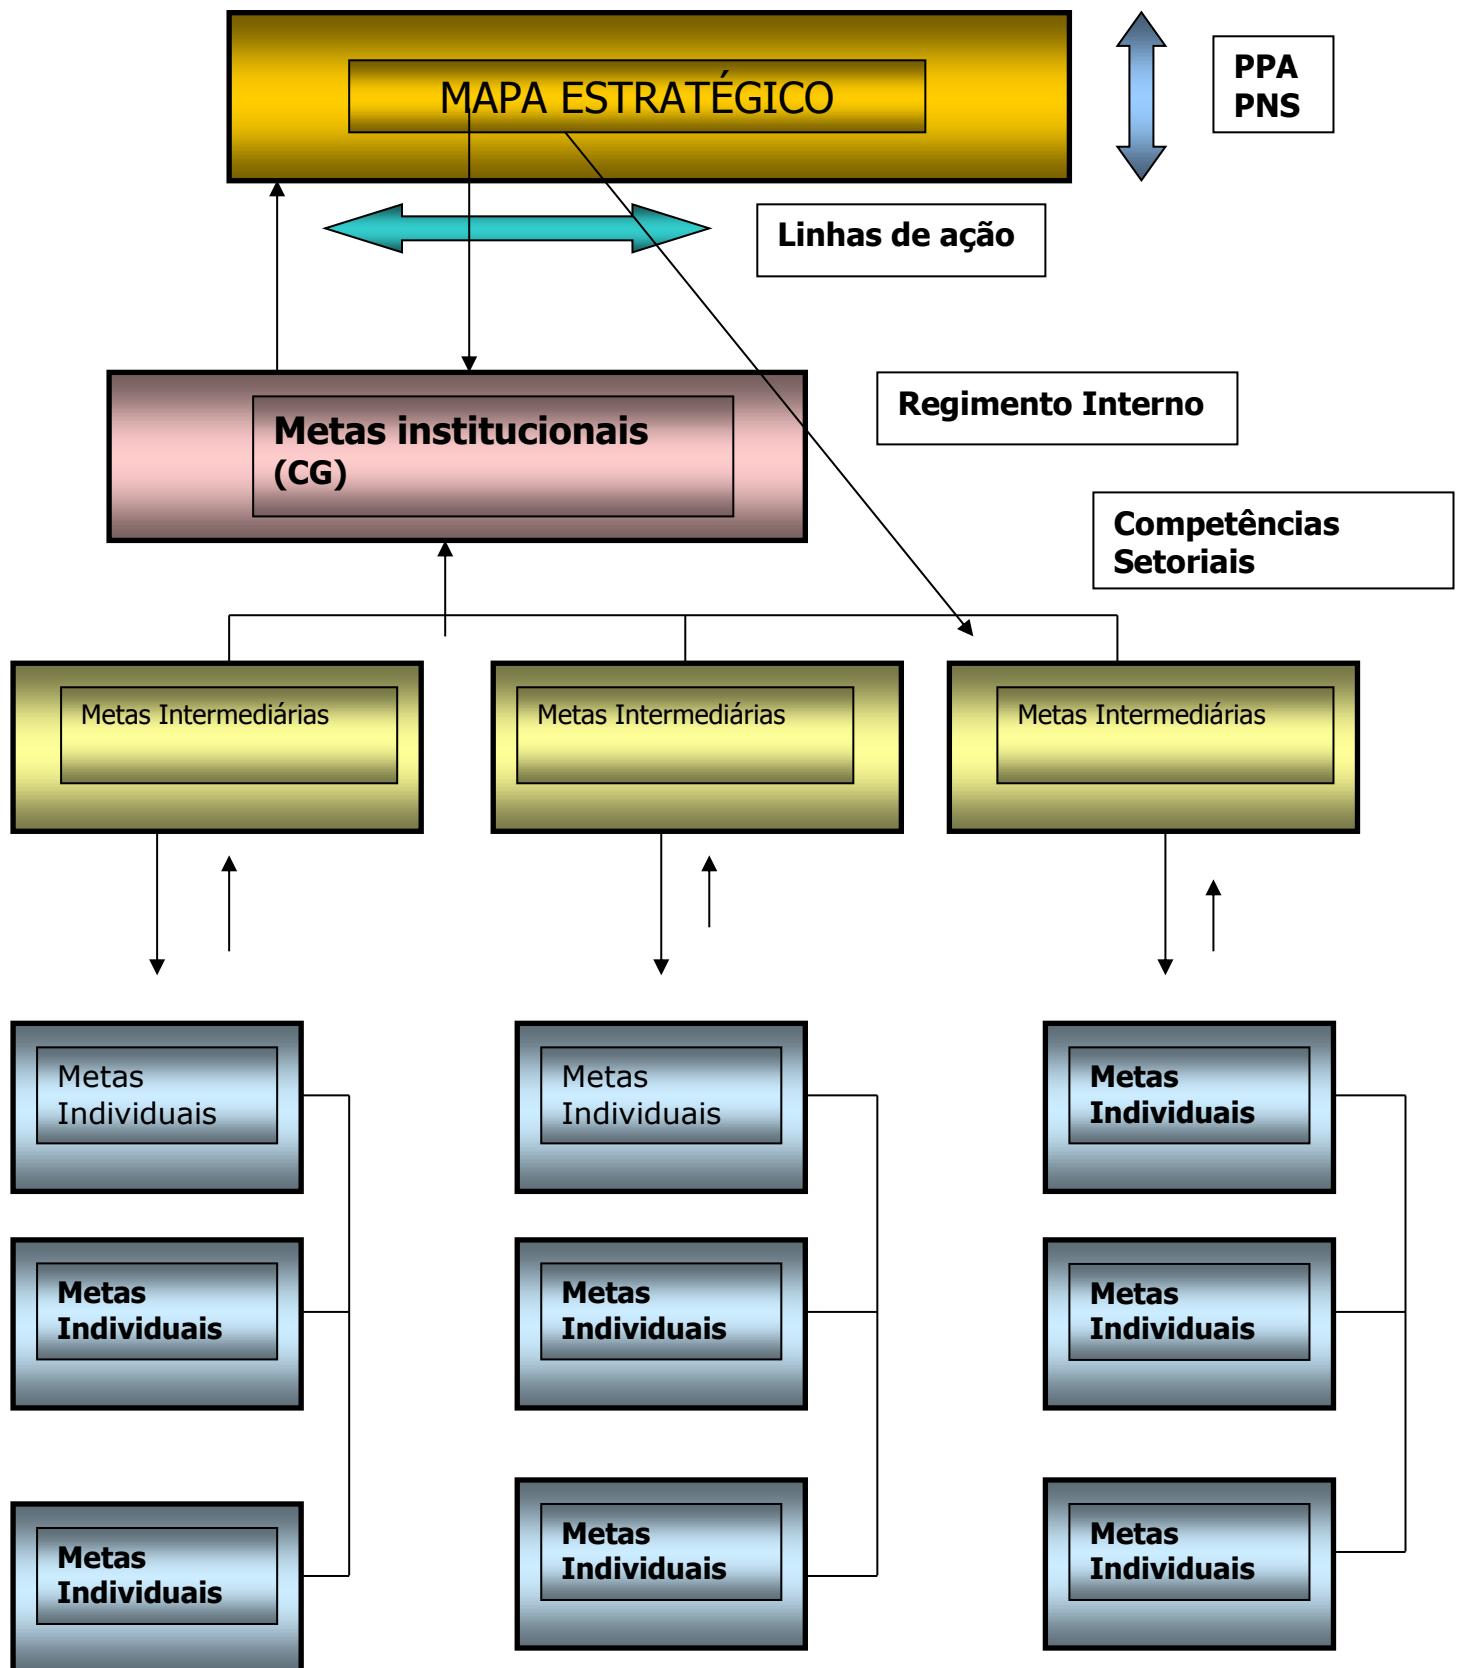 MAPA ESTRATÉGICO
PPA
PNS
Linhas de ação
Metas institucionais
(CG)
Regimento Interno
Competências
Setoriais
Metas Intermediárias
Metas Intermediárias
Metas Intermediárias
Metas
Individuais
Metas
Individuais
Metas
Individuais
Metas
Individuais
Metas
Individuais
Metas
Individuais
Metas
Individuais
Metas
Individuais
Metas
Individuais